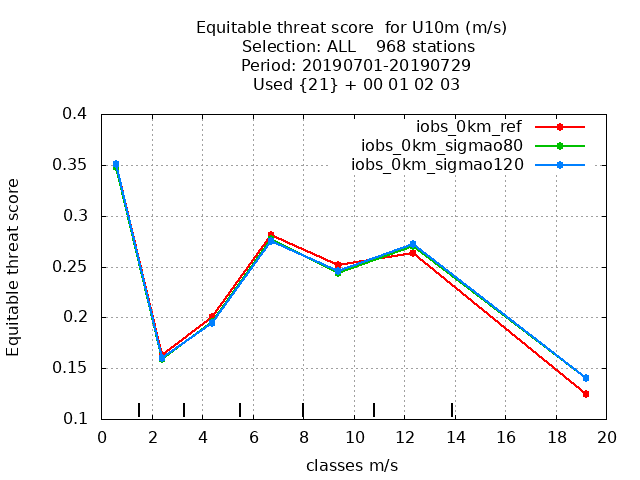 Equitable threat score  for U10m (m/s)
Selection: ALL    968 stations
Period: 20190701-20190729
Used {21} + 00 01 02 03
iobs_0km_ref
iobs_0km_sigmao80
iobs_0km_sigmao120
Equitable threat score
0.4
0.35
0.3
0.25
0.2
0.15
0.1
0 2 4 6 8 10 12 14 16 18 20
classes m/s